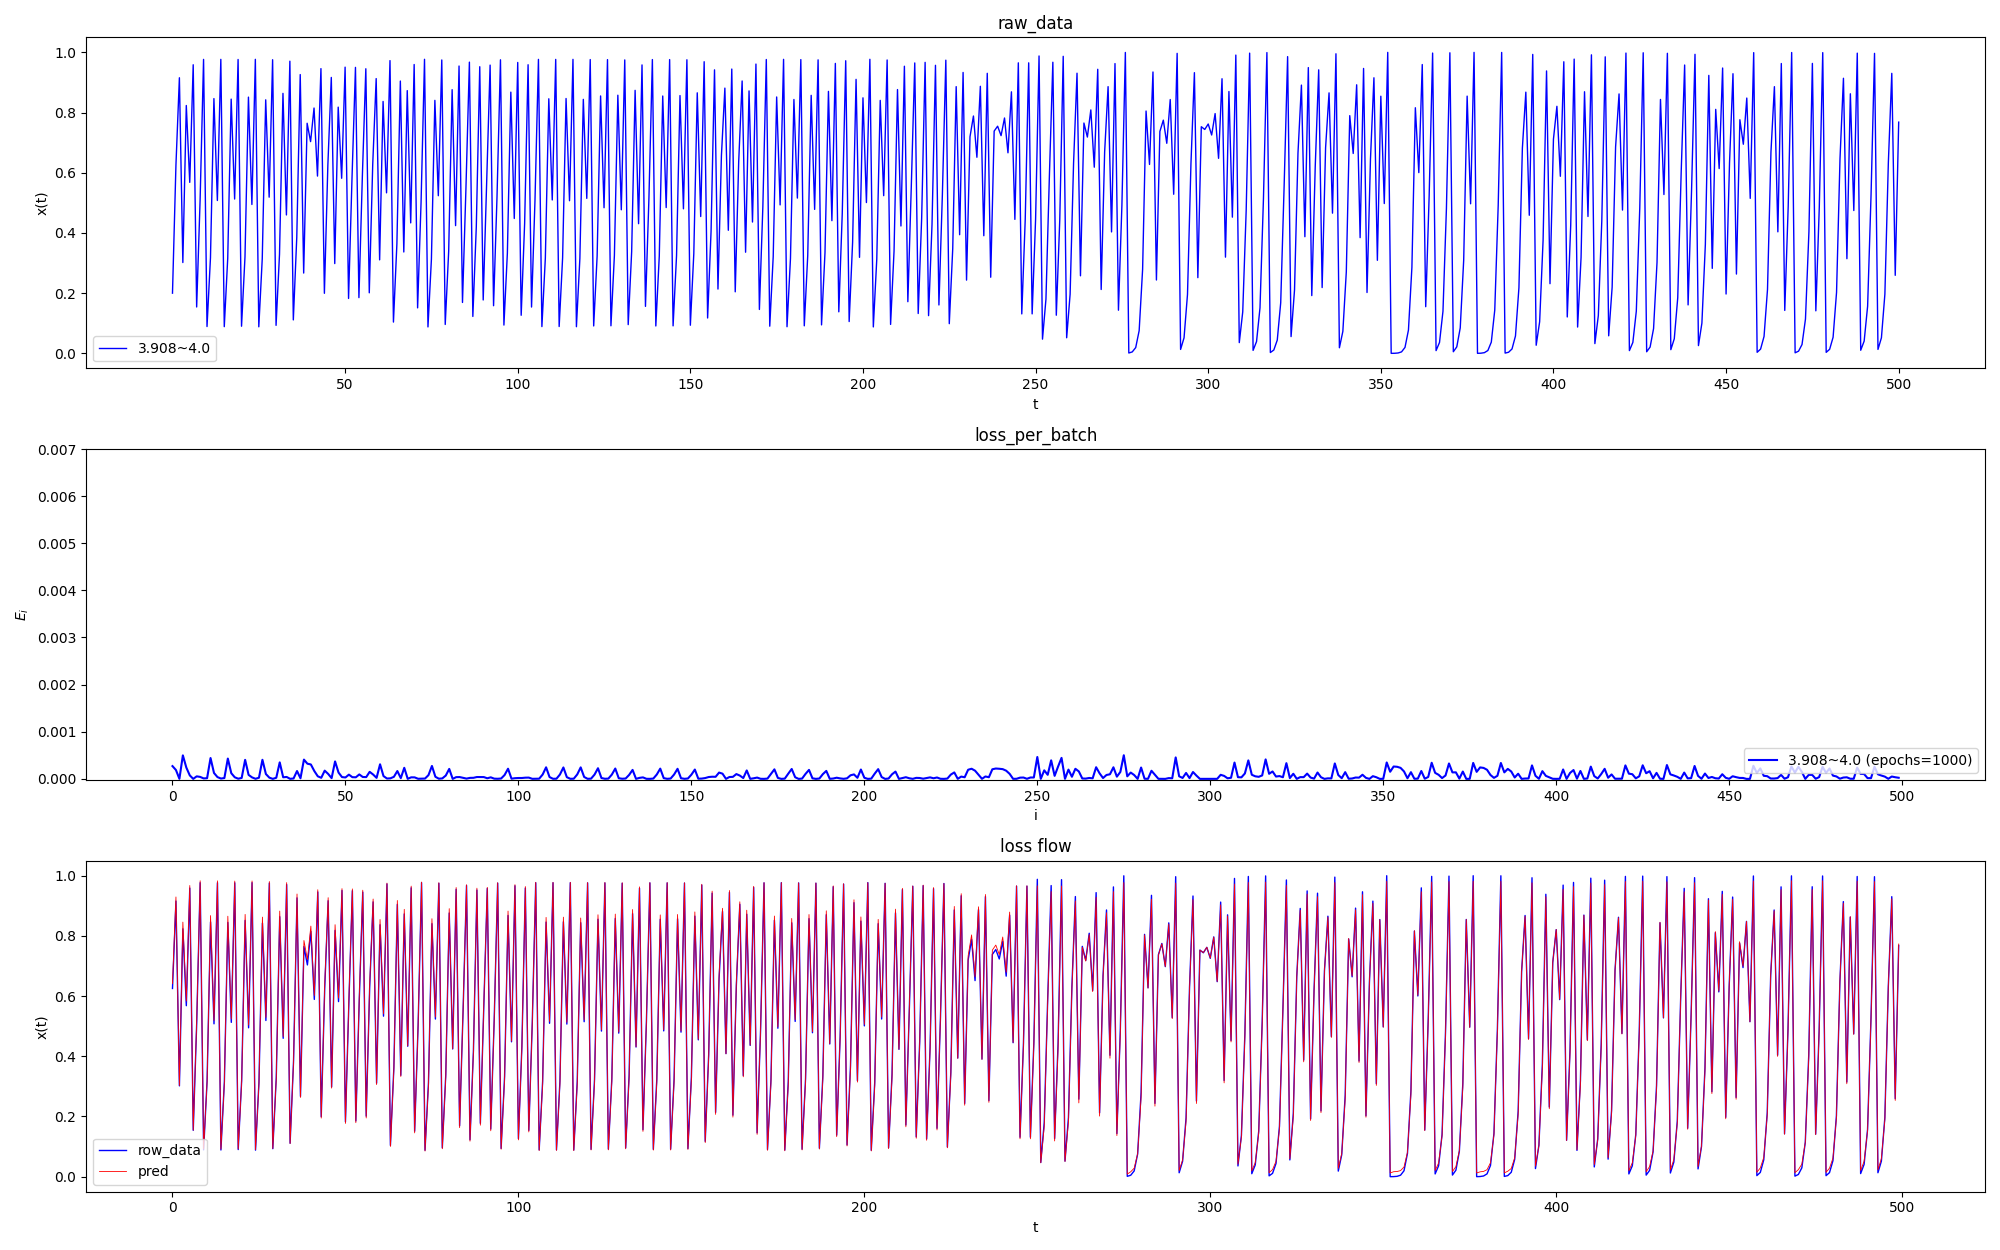 raw_data
1.0
0.8
0.6
0.4
0.2
0.0
x(t)
3.908~4.0
50 100 150 200 250 300 350 400 450 500
t
loss_per_batch
0.007
0.006
0.005
0.004
0.003
0.002
0.001
0.000
E_i
3.908~4.0 (epochs=1000)
0 50 100 150 200 250 300 350 400 450 500
i
loss flow
1.0
0.8
0.6
0.4
0.2
0.0
x(t)
row_data
pred
0 100 200 300 400 500
t